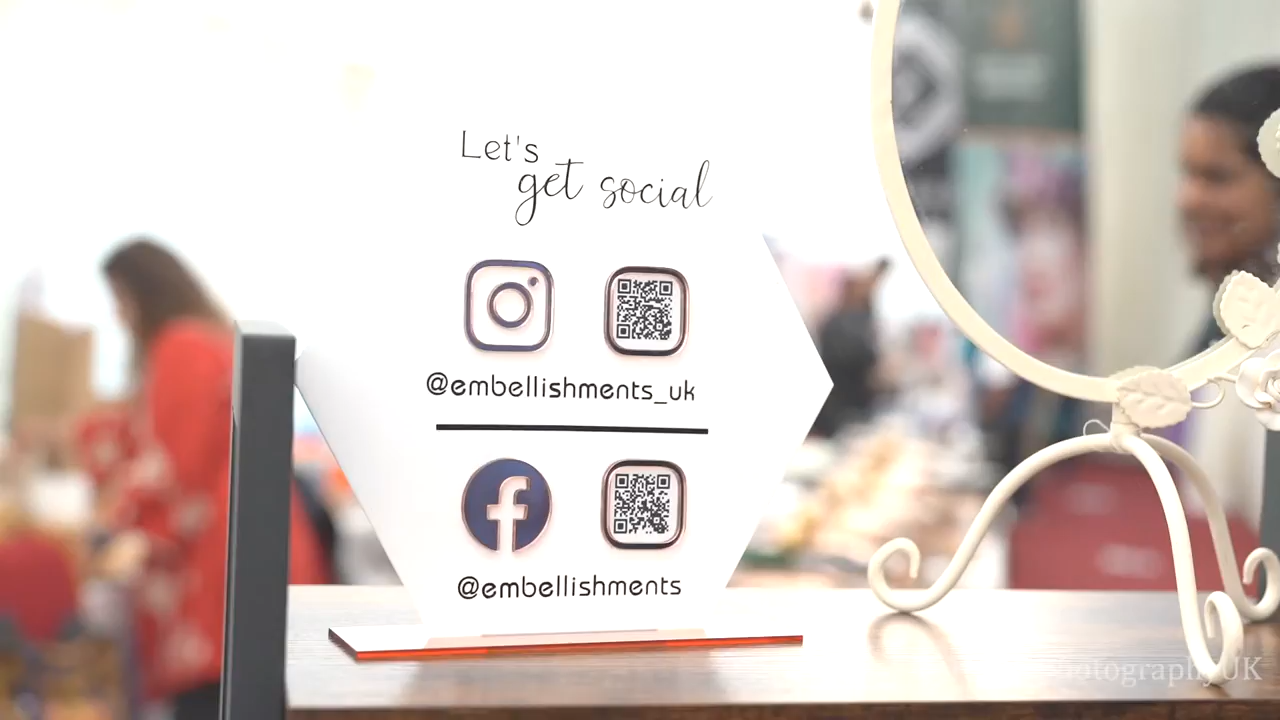 Let's
get social
@embellishments_uk
f
@embellishments